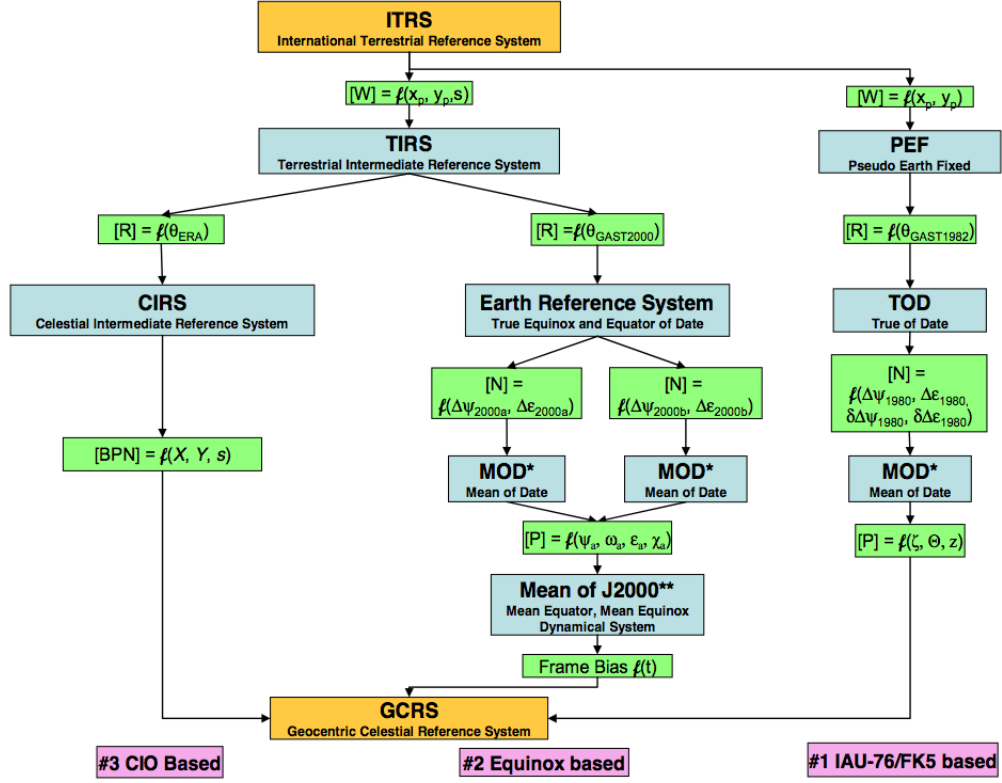 ITRS
International Terrestrial Reference System
[W] = ƒ(xₚ, yₚ,s)
[W] = ƒ(xₚ, yₚ)
TIRS
Terrestrial Intermediate Reference System
PEF
Pseudo Earth Fixed
[R] = ƒ(θERA)
[R] =ƒ(θGAST2000)
[R] = ƒ(θGAST1982)
CIRS
Celestial Intermediate Reference System
Earth Reference System
True Equinox and Equator of Date
TOD
True of Date
[N] =
ƒ(Δψ2000a, Δε2000a)
[N] =
ƒ(Δψ2000b, Δε2000b)
[N] =
ƒ(Δψ1980, Δε1980,
δΔψ1980, δΔε1980)
[BPN] = ƒ(X, Y, s)
MOD*
Mean of Date
MOD*
Mean of Date
MOD*
Mean of Date
[P] = ƒ(ψa, ωa, εa, χa)
[P] = ƒ(ζ, Θ, z)
Mean of J2000**
Mean Equator, Mean Equinox
Dynamical System
Frame Bias ƒ(t)
GCRS
Geocentric Celestial Reference System
#3 CIO Based
#2 Equinox based
#1 IAU-76/FK5 based